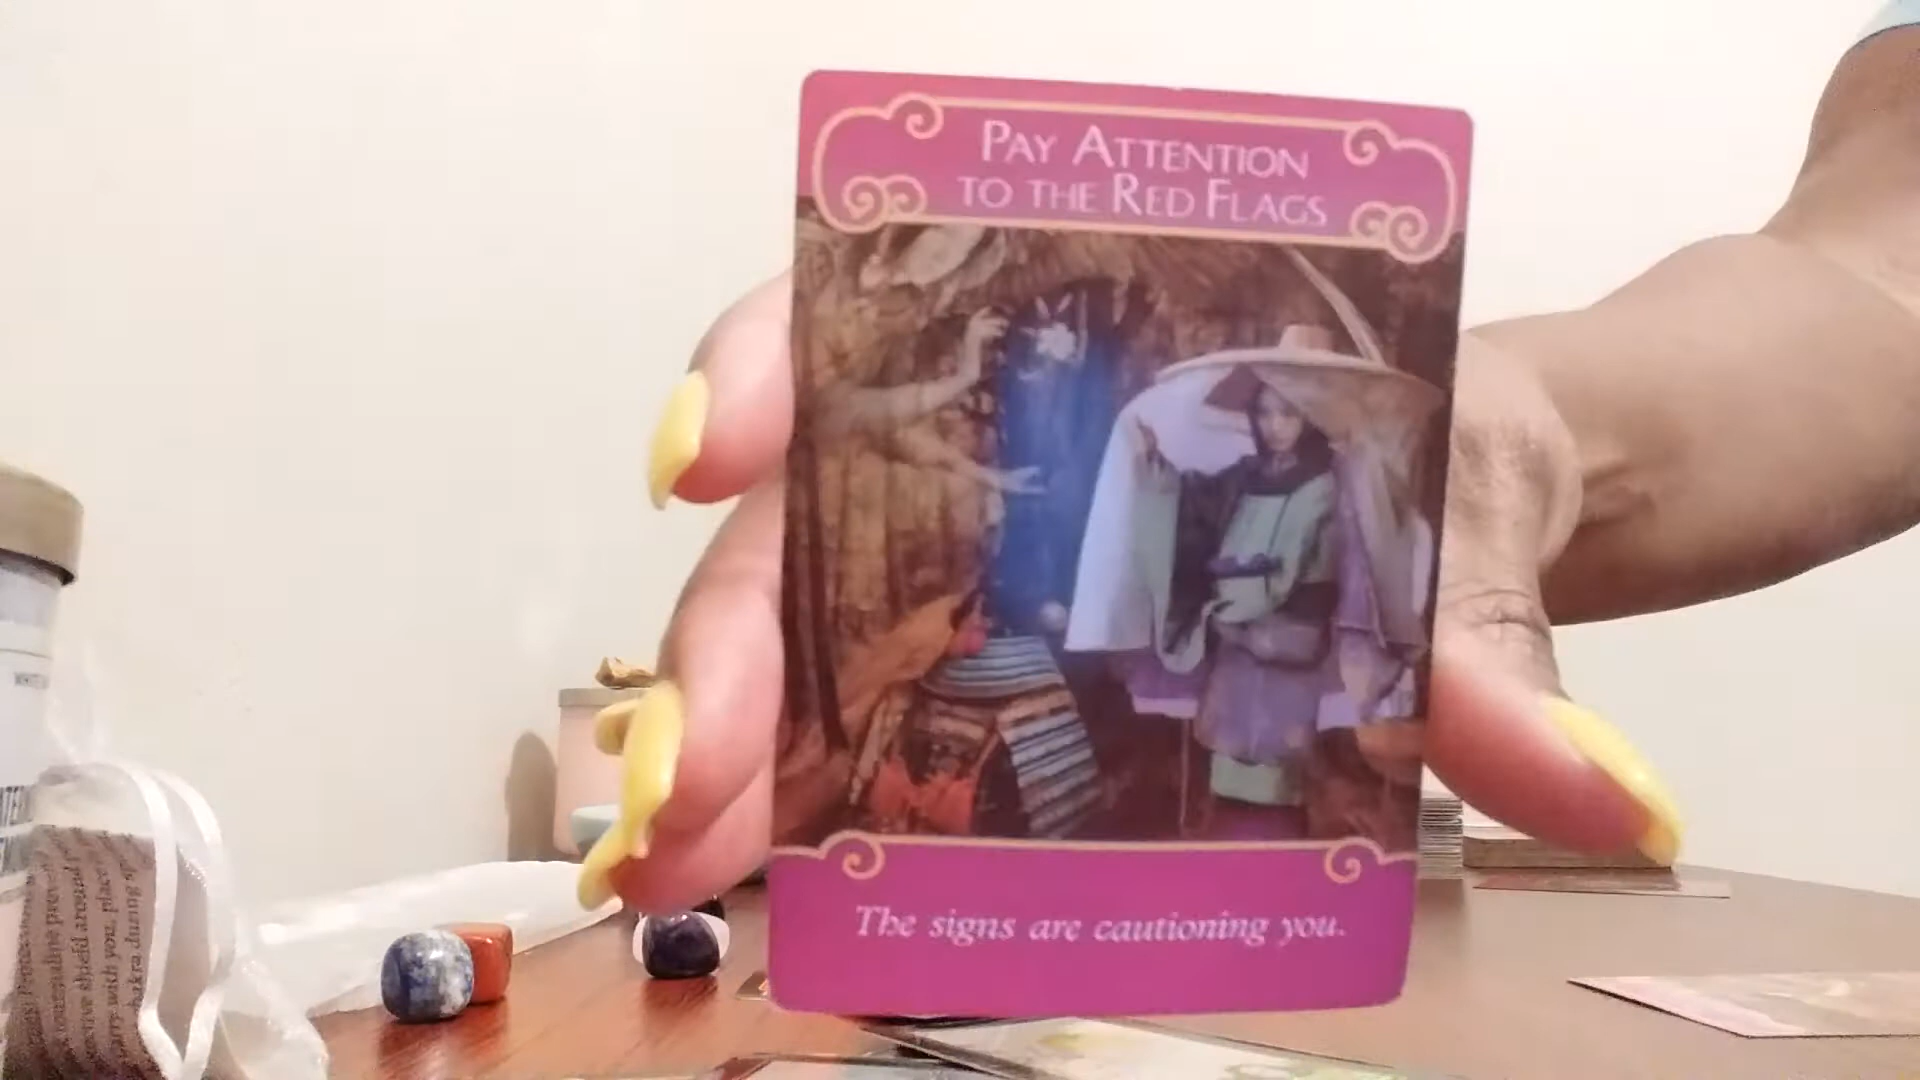 PAY ATTENTION
TO THE RED FLAGS
The signs are cautioning you.